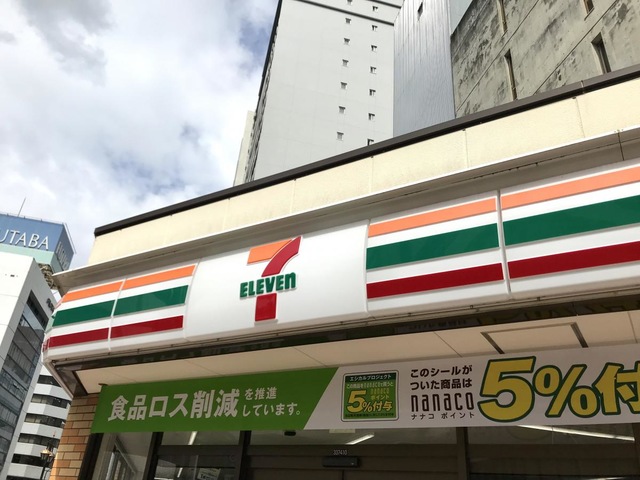 UTABA
7
ELEVEn
食品ロス削減を推進
しています。
エシカルプロジェクト
5%付与
このシールが
ついた商品は
nanaco
ナナコ ポイント
5%付